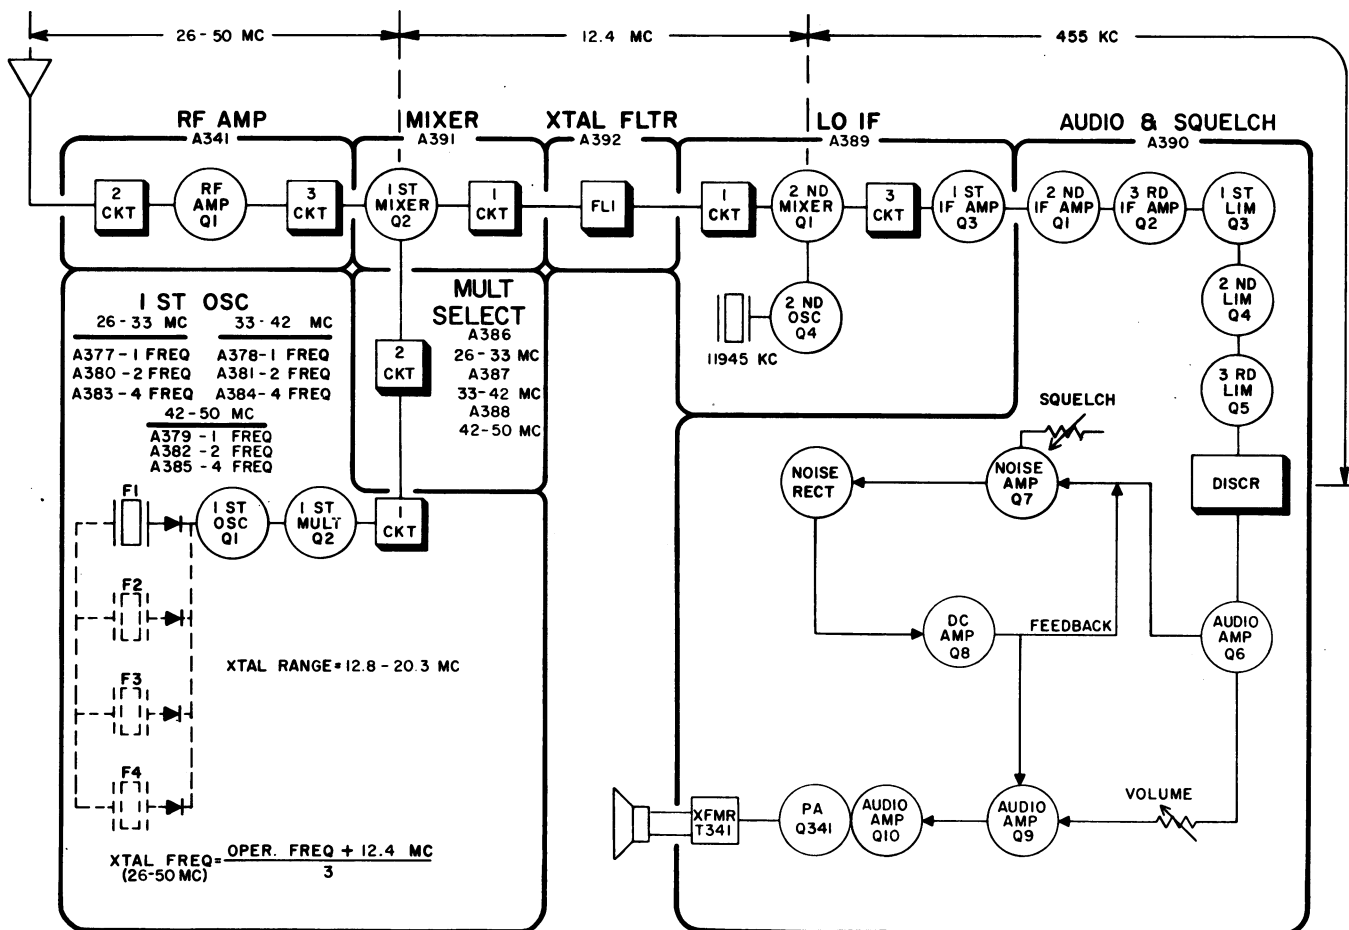 26-50 MC
12.4 MC
455 KC
RF AMP
A341
MIXER
A391
XTAL FLTR
A392
LO IF
A389
AUDIO & SQUELCH
A390
2
CKT
RF
AMP
Q1
3
CKT
1 ST
MIXER
Q2
1
CKT
FL1
1
CKT
2 ND
MIXER
Q1
3
CKT
1 ST
IF AMP
Q3
2 ND
IF AMP
Q1
3 RD
IF AMP
Q2
1 ST
LIM
Q3
2 ND
LIM
Q4
3 RD
LIM
Q5
DISCR
2 ND
OSC
Q4
11945 KC
1 ST OSC
26-33 MC
33-42 MC
A377-1 FREQ
A378-1 FREQ
A380-2 FREQ
A381-2 FREQ
A383-4 FREQ
A384-4 FREQ
42-50 MC
A379-1 FREQ
A382-2 FREQ
A385-4 FREQ
MULT
SELECT
A386
26-33 MC
A387
33-42 MC
A388
42-50 MC
2
CKT
F1
1 ST
OSC
Q1
1 ST
MULT
Q2
1
CKT
F2
F3
F4
XTAL RANGE=12.8-20.3 MC
XTAL FREQ= OPER. FREQ + 12.4 MC
(26-50 MC)
3
SQUELCH
NOISE
RECT
NOISE
AMP
Q7
DC
AMP
Q8
FEEDBACK
AUDIO
AMP
Q6
VOLUME
XFMR
T341
PA
Q341
AUDIO
AMP
Q10
AUDIO
AMP
Q9